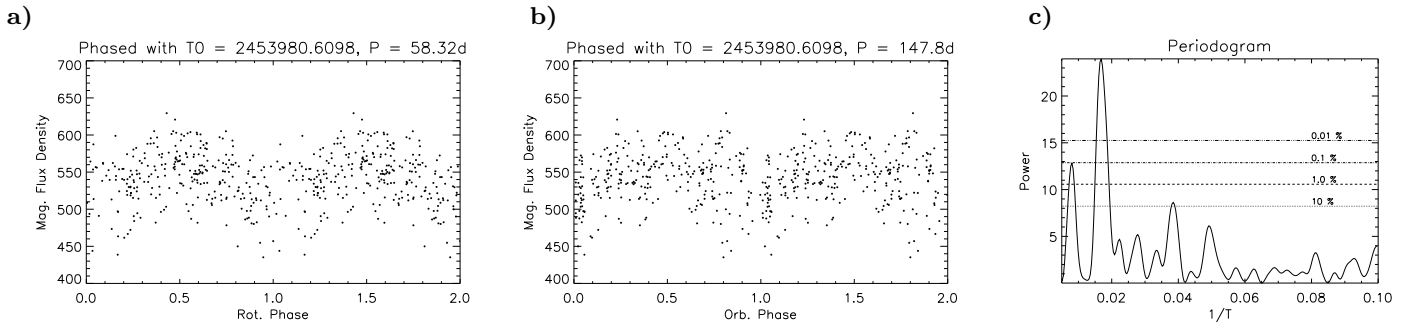 a)
Phased with T0 = 2453980.6098, P = 58.32d
700
650
600
550
500
450
400
Mag. Flux Density
0.0 0.5 1.0 1.5 2.0
Rot. Phase
b)
Phased with T0 = 2453980.6098, P = 147.8d
700
650
600
550
500
450
400
Mag. Flux Density
0.0 0.5 1.0 1.5 2.0
Orb. Phase
c)
Periodogram
20
15
10
5
Power
0.01 %
0.1 %
1.0 %
10 %
0.02 0.04 0.06 0.08 0.10
1/T